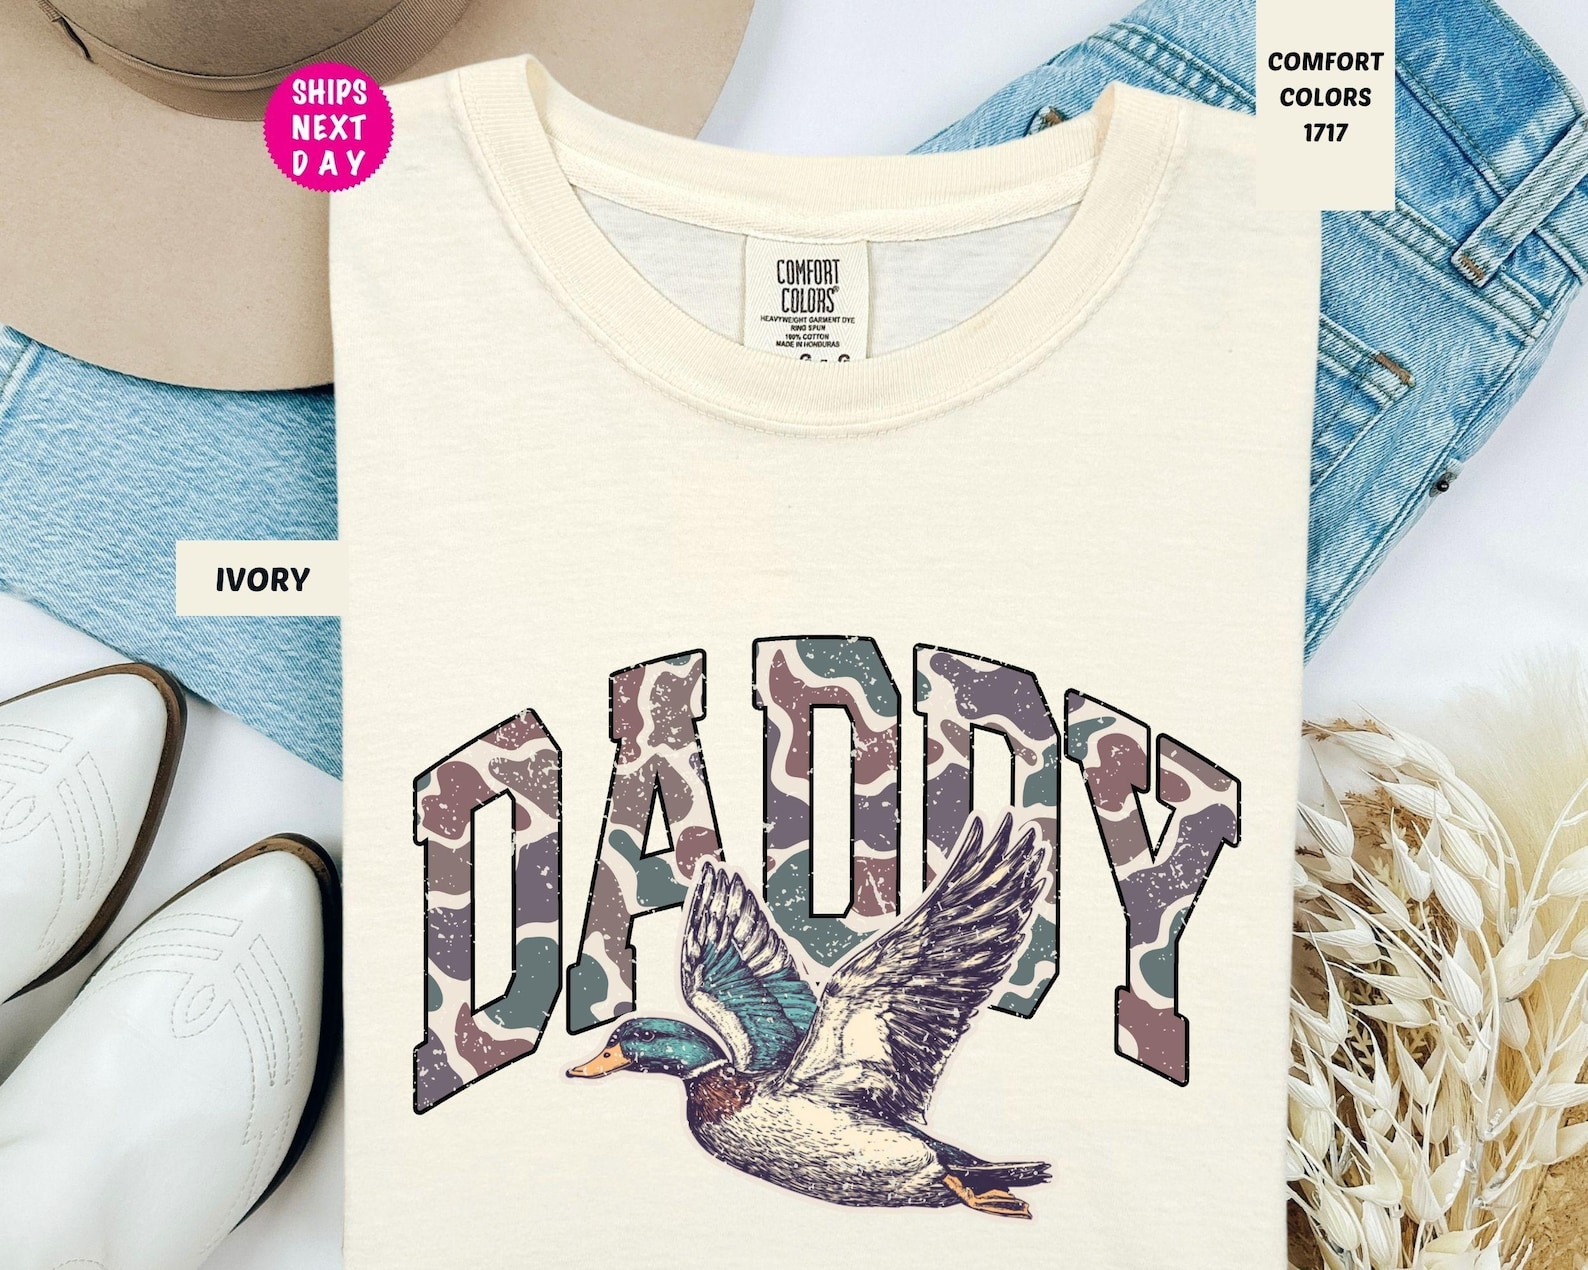 SHIPS
NEXT
DAY
COMFORT
COLORS
1717
COMFORT
COLORS®
HEAVYWEIGHT GARMENT DYE
RING SPUN
100% COTTON
MADE IN HONDURAS
IVORY
DADDY